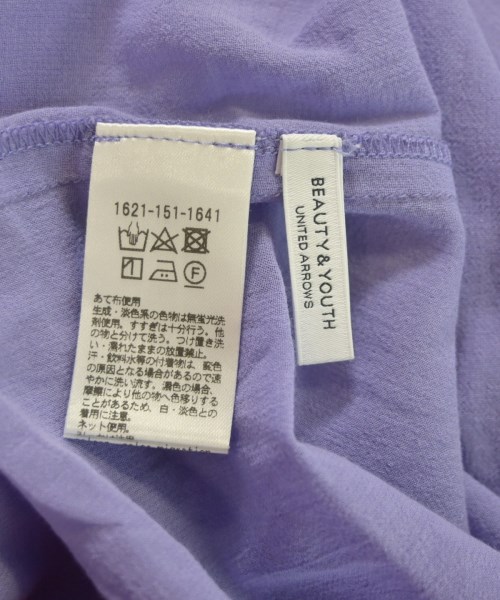 1621-151-1641
F
あて布使用
生成・淡色系の色物は無蛍光洗
剤使用。すすぎは十分行う。他
の物と分けて洗う。つけ置き洗
い・濡れたままの放置禁止。
汗・飲料水等の付着物は、変色
の原因となる場合があるので速
やかに洗い流す。濃色の場合、
摩擦により他の物へ色移りする
ことがあるため、白・淡色との
着用に注意。
ネット使用。
BEAUTY & YOUTH
UNITED ARROWS